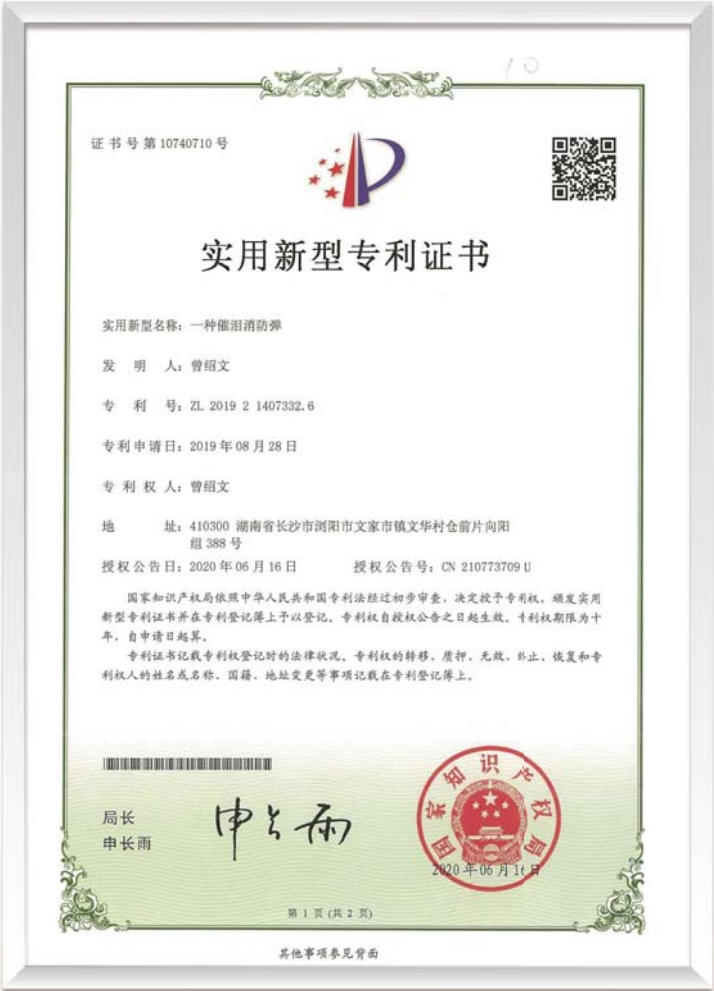 10
证书号第10740710号
实用新型专利证书
实用新型名称：一种催泪消防弹
发明人：曾绍文
专利号：ZL 2019 2 1407332.6
专利申请日：2019年08月28日
专利权人：曾绍文
地址：410300 湖南省长沙市浏阳市文家市镇文华村仓前片向阳
组388号
授权公告日：2020年06月16日 授权公告号：CN 210773709 U
国家知识产权局依照中华人民共和国专利法经过初步审查，决定授予专利权，颁发实用
新型专利证书并在专利登记簿上予以登记。专利权自授权公告之日起生效。专利权期限为十
年，自申请日起算。
专利证书记载专利权登记时的法律状况。专利权的转移、质押、无效、终止、恢复和专
利权人的姓名或名称、国籍、地址变更等事项记载在专利登记簿上。
局长
申长雨
申长雨
国家知识产权局
2020年06月16日
第 1 页 (共 2 页)
其他事项参见背面